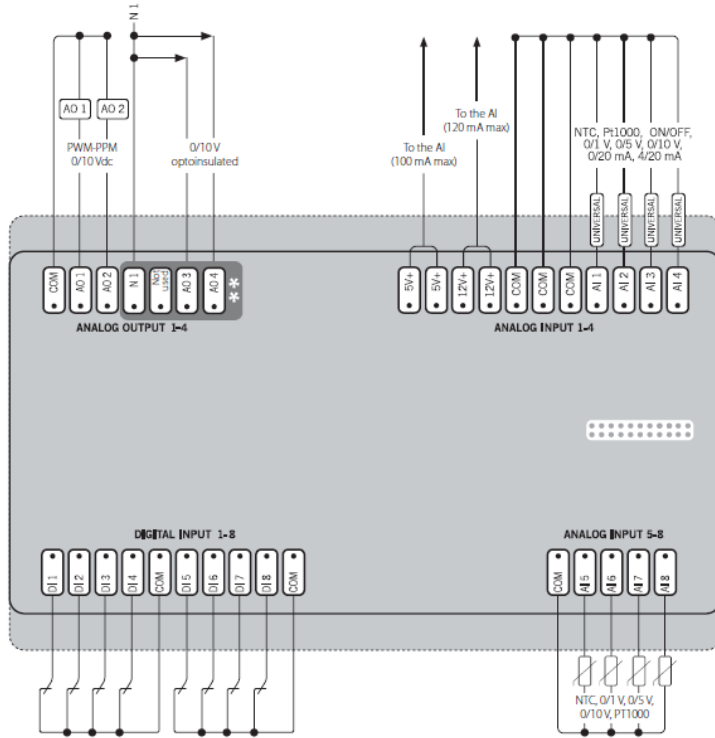 N 1
AO 1
AO 2
PWM-PPM
0/10 Vdc
0/10 V
optoinsulated
To the AI
(100 mA max)
To the AI
(120 mA max)
NTC, Pt1000, ON/OFF,
0/1 V, 0/5 V, 0/10 V,
0/20 mA, 4/20 mA
UNIVERSAL
UNIVERSAL
UNIVERSAL
UNIVERSAL
COM
AO 1
AO 2
N 1
Not
used
AO 3
AO 4
**
ANALOG OUTPUT 1-4
5V+
5V+
12V+
12V+
COM
COM
COM
AI 1
AI 2
AI 3
AI 4
ANALOG INPUT 1-4
DIGITAL INPUT 1-8
DI 1
DI 2
DI 3
DI 4
COM
DI 5
DI 6
DI 7
DI 8
COM
ANALOG INPUT 5-8
COM
AI 5
AI 6
AI 7
AI 8
NTC, 0/1 V, 0/5 V,
0/10 V, PT1000